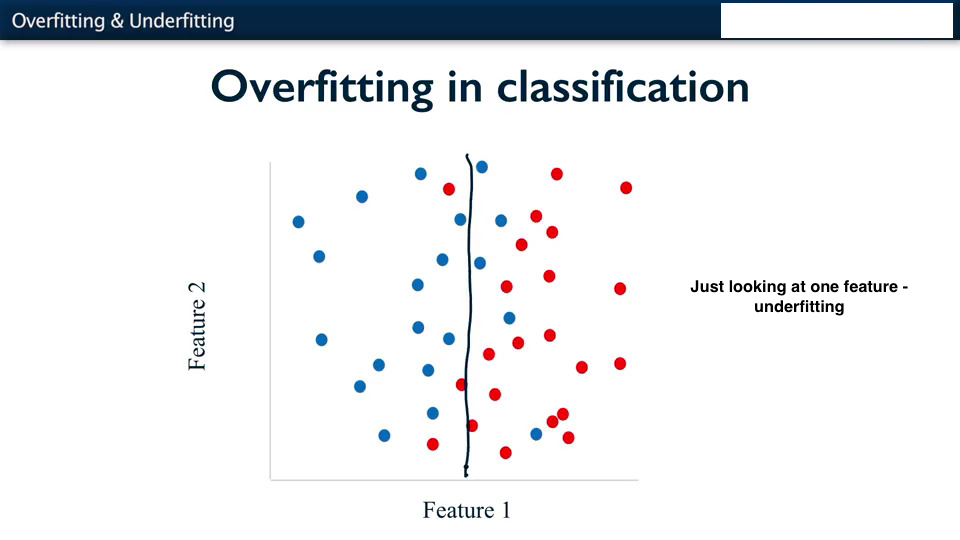 Overfitting & Underfitting
Overfitting in classification
Feature 2
Just looking at one feature -
underfitting
Feature 1